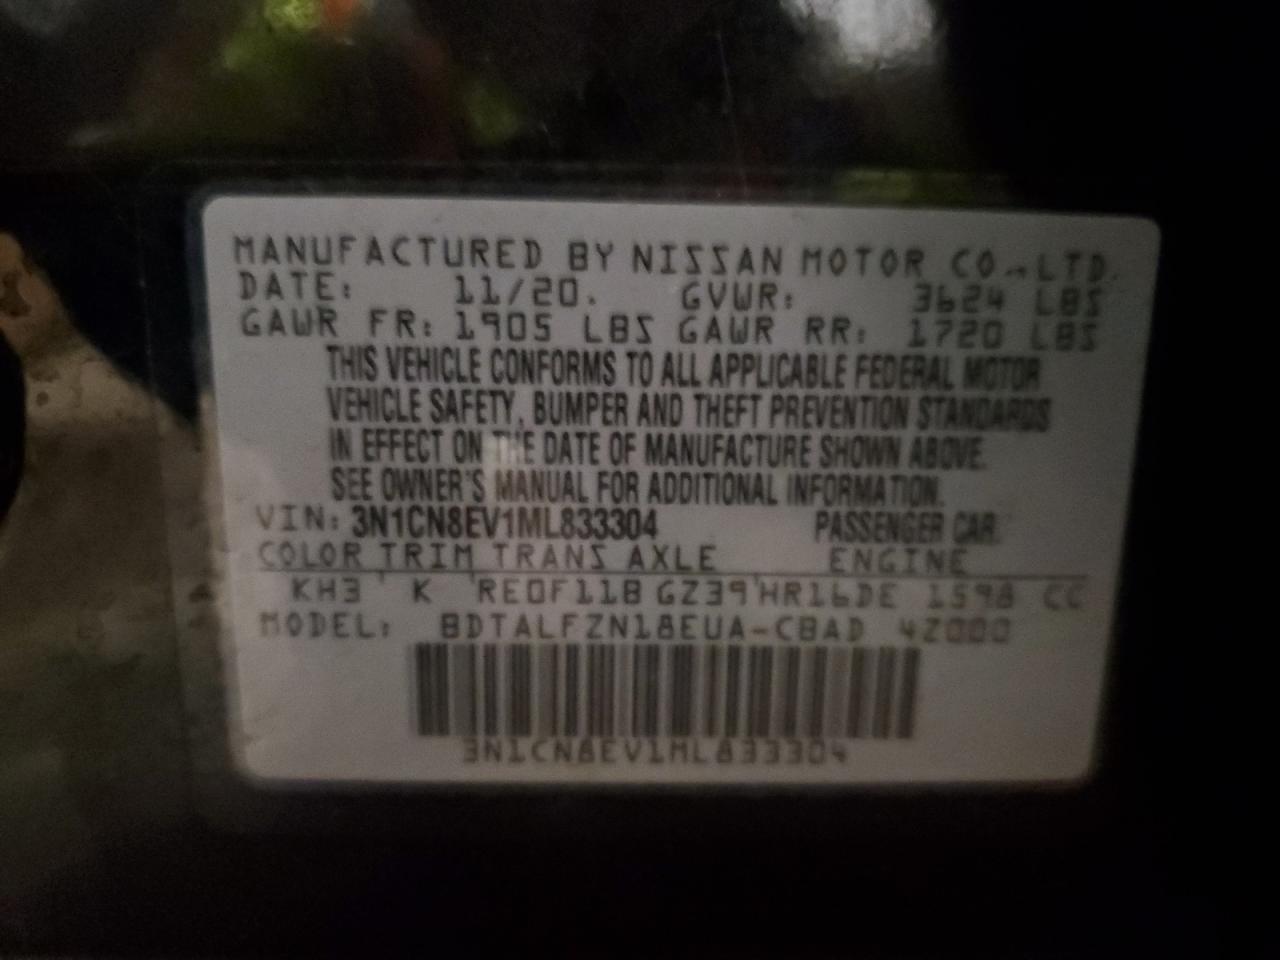 MANUFACTURED BY NISSAN MOTOR CO., LTD.
DATE: 11/20. GVWR: 3624 LBS
GAWR FR: 1905 LBS GAWR RR: 1720 LBS
THIS VEHICLE CONFORMS TO ALL APPLICABLE FEDERAL MOTOR
VEHICLE SAFETY, BUMPER AND THEFT PREVENTION STANDARDS
IN EFFECT ON THE DATE OF MANUFACTURE SHOWN ABOVE.
SEE OWNER'S MANUAL FOR ADDITIONAL INFORMATION.
VIN: 3N1CN8EV1ML833304 PASSENGER CAR.
COLOR TRIM TRANS AXLE ENGINE
KH3 K RE0F11B GZ39 HR16DE 1598 CC
MODEL: BDTALFZN18EUA-CBAD 42000
3N1CN8EV1ML833304